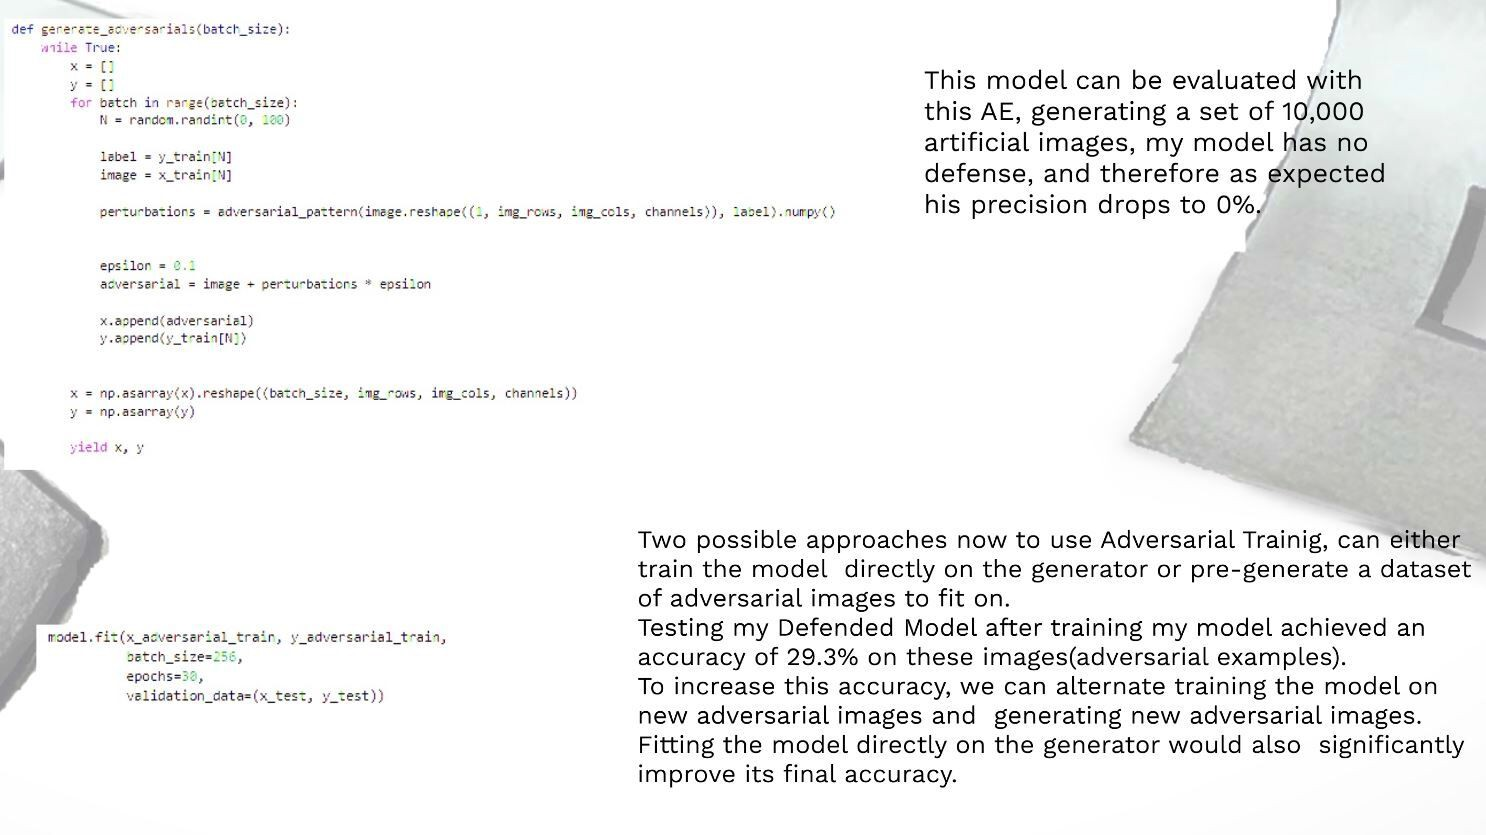 def generate_adversarials(batch_size):
while True:
x = []
y = []
for batch in range(batch_size):
N = random.randint(0, 100)
label = y_train[N]
image = x_train[N]
perturbations = adversarial_pattern(image.reshape((1, img_rows, img_cols, channels)), label).numpy()
epsilon = 0.1
adversarial = image + perturbations * epsilon
x.append(adversarial)
y.append(y_train[N])
x = np.asarray(x).reshape((batch_size, img_rows, img_cols, channels))
y = np.asarray(y)
yield x, y
This model can be evaluated with
this AE, generating a set of 10,000
artificial images, my model has no
defense, and therefore as expected
his precision drops to 0%.
model.fit(x_adversarial_train, y_adversarial_train,
batch_size=256,
epochs=30,
validation_data=(x_test, y_test))
Two possible approaches now to use Adversarial Trainig, can either
train the model directly on the generator or pre-generate a dataset
of adversarial images to fit on.
Testing my Defended Model after training my model achieved an
accuracy of 29.3% on these images(adversarial examples).
To increase this accuracy, we can alternate training the model on
new adversarial images and generating new adversarial images.
Fitting the model directly on the generator would also significantly
improve its final accuracy.